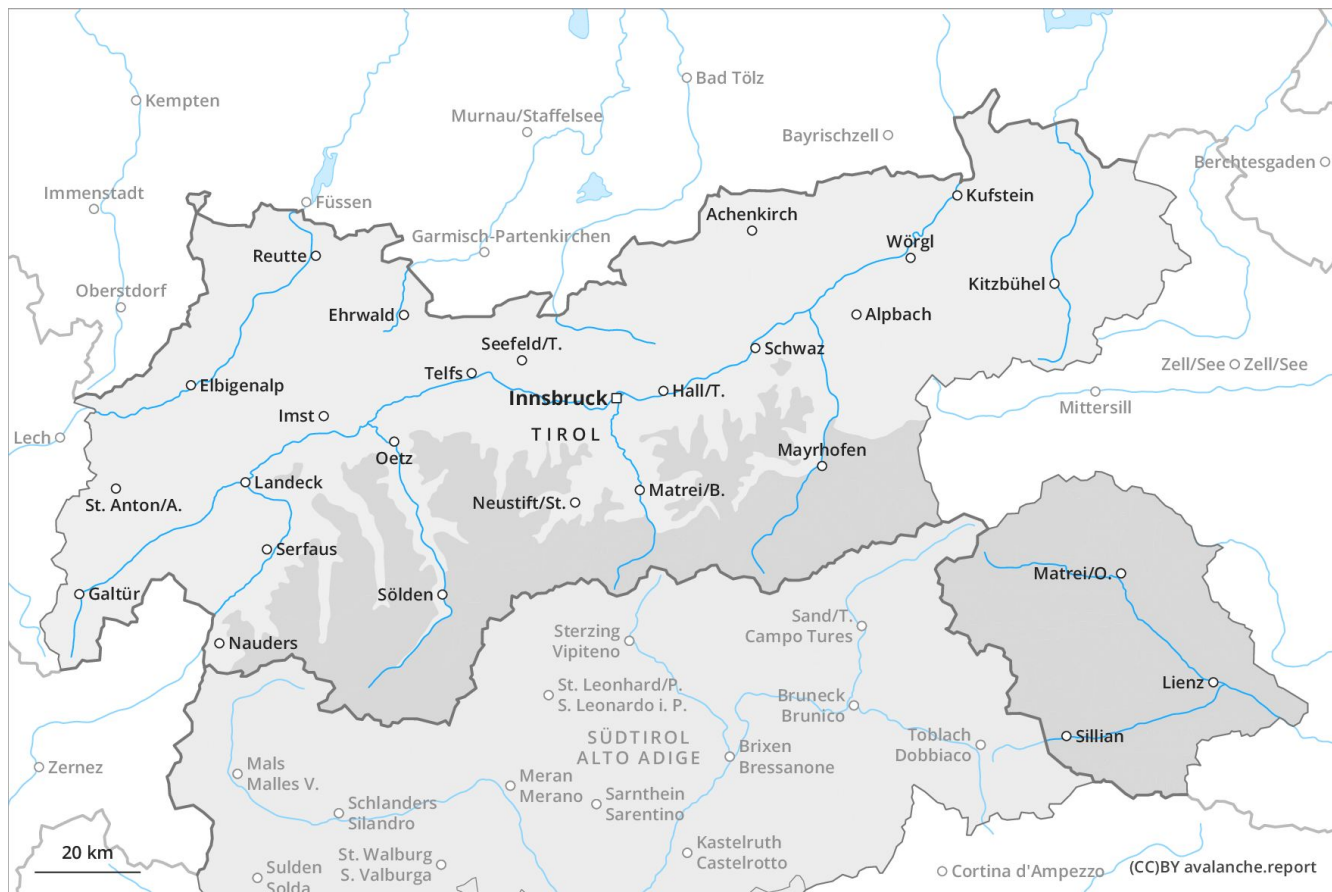 Bad Tölz
Kempten
Murnau/Staffelsee
Bayrischzell
Berchtesgaden
Immenstadt
Füssen
Kufstein
Achenkirch
Garmisch-Partenkirchen
Wörgl
Reutte
Oberstdorf
Kitzbühel
Ehrwald
Alpbach
Seefeld/T.
Schwaz
Zell/See
Zell/See
Telfs
Elbigenalp
Hall/T.
Innsbruck
Mittersill
Imst
Lech
TIROL
Oetz
Mayrhofen
Landeck
St. Anton/A.
Neustift/St.
Matrei/B.
Serfaus
Matrei/O.
Galtür
Sölden
Sand/T.
Campo Tures
Sterzing
Vipiteno
Nauders
Lienz
St. Leonhard/P.
S. Leonardo i. P.
Bruneck
Brunico
Sillian
SÜDTIROL
ALTO ADIGE
Toblach
Dobbiaco
Brixen
Bressanone
Zernez
Mals
Malles V.
Meran
Merano
Sarnthein
Sarentino
Schlanders
Silandro
Kastelruth
Castelrotto
20 km
St. Walburg
S. Valburga
Sulden
Solda
Cortina d'Ampezzo
(CC)BY avalanche.report